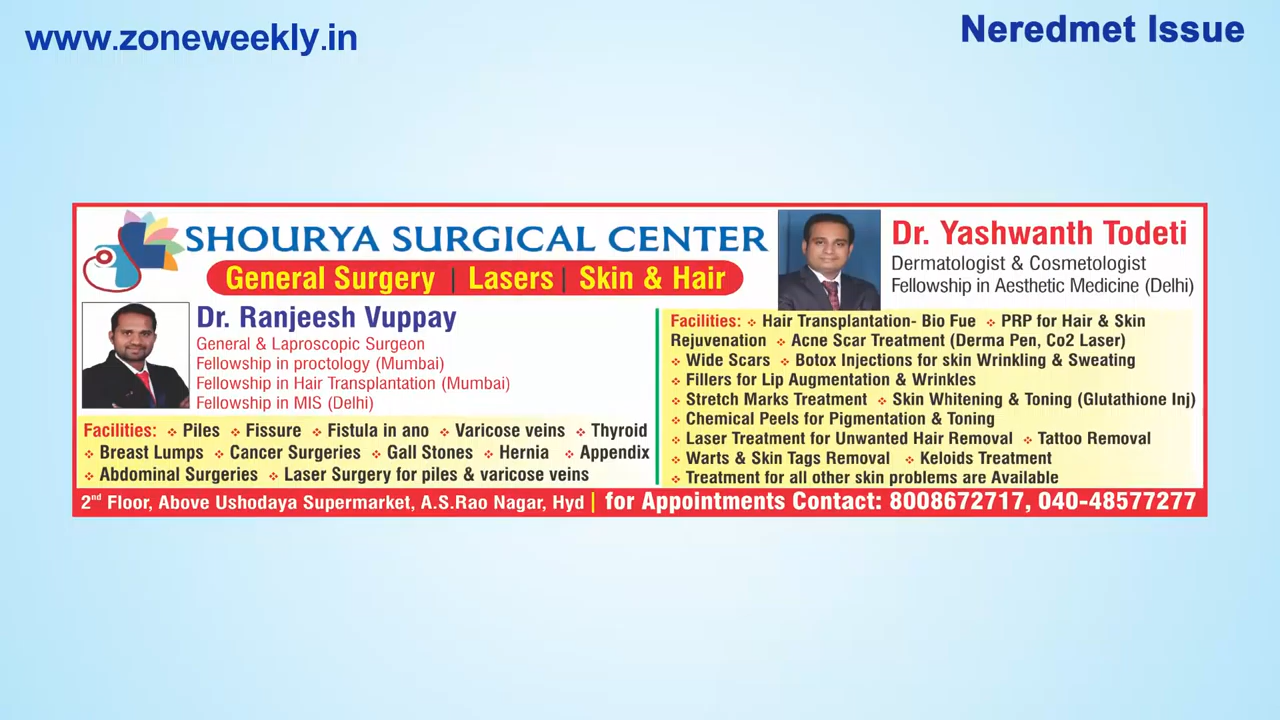 www.zoneweekly.in
Neredmet Issue
SHOURYA SURGICAL CENTER
General Surgery | Lasers | Skin & Hair
Dr. Ranjeesh Vuppay
General & Laproscopic Surgeon
Fellowship in proctology (Mumbai)
Fellowship in Hair Transplantation (Mumbai)
Fellowship in MIS (Delhi)
Facilities: ❖ Piles ❖ Fissure ❖ Fistula in ano ❖ Varicose veins ❖ Thyroid
❖ Breast Lumps ❖ Cancer Surgeries ❖ Gall Stones ❖ Hernia ❖ Appendix
❖ Abdominal Surgeries ❖ Laser Surgery for piles & varicose veins
Dr. Yashwanth Todeti
Dermatologist & Cosmetologist
Fellowship in Aesthetic Medicine (Delhi)
Facilities: ❖ Hair Transplantation- Bio Fue ❖ PRP for Hair & Skin
Rejuvenation ❖ Acne Scar Treatment (Derma Pen, Co2 Laser)
❖ Wide Scars ❖ Botox Injections for skin Wrinkling & Sweating
❖ Fillers for Lip Augmentation & Wrinkles
❖ Stretch Marks Treatment ❖ Skin Whitening & Toning (Glutathione Inj)
❖ Chemical Peels for Pigmentation & Toning
❖ Laser Treatment for Unwanted Hair Removal ❖ Tattoo Removal
❖ Warts & Skin Tags Removal ❖ Keloids Treatment
❖ Treatment for all other skin problems are Available
2nd Floor, Above Ushodaya Supermarket, A.S.Rao Nagar, Hyd | for Appointments Contact: 8008672717, 040-48577277